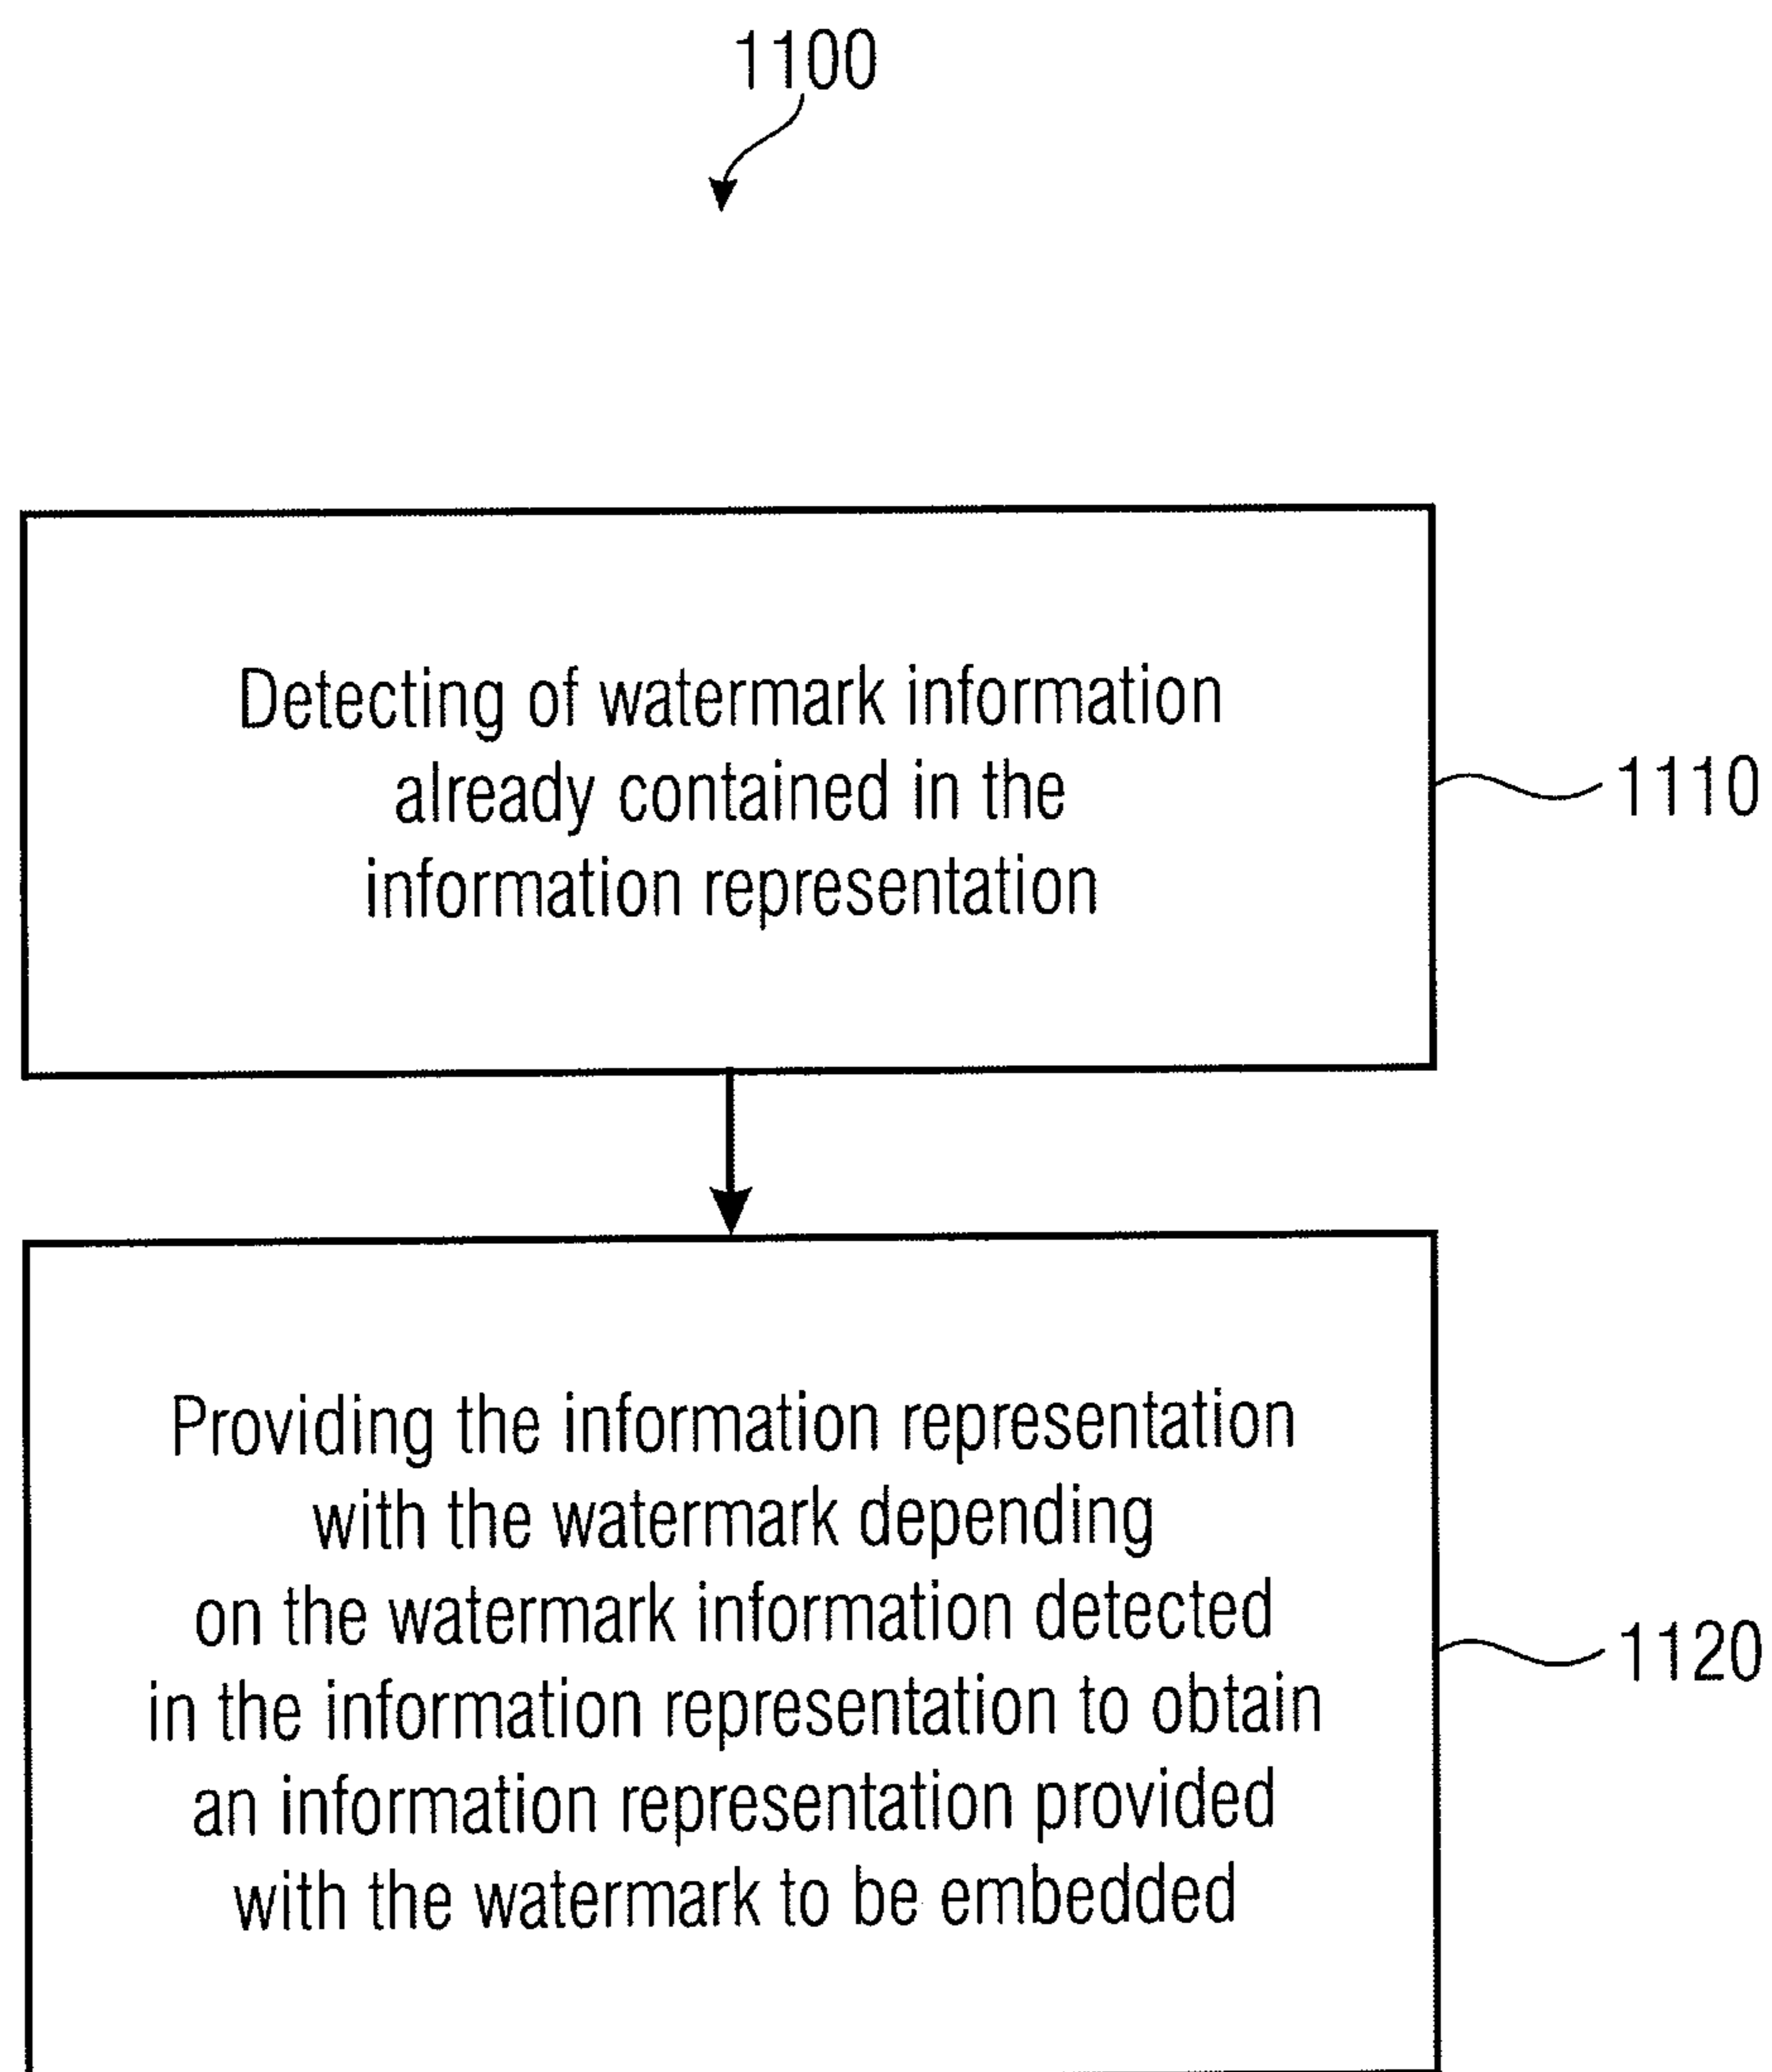 1100
Detecting of watermark information
already contained in the
information representation
1110
Providing the information representation
with the watermark depending
on the watermark information detected
in the information representation to obtain
an information representation provided
with the watermark to be embedded
1120